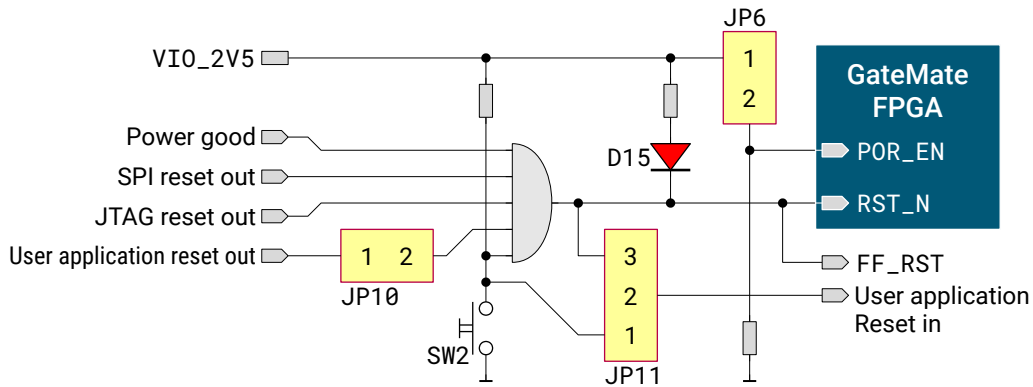 JP6
VIO_2V5
1
2
GateMate
FPGA
Power good
D15
POR_EN
SPI reset out
JTAG reset out
RST_N
User application reset out
1 2
JP10
3
2
1
FF_RST
User application
Reset in
SW2
JP11